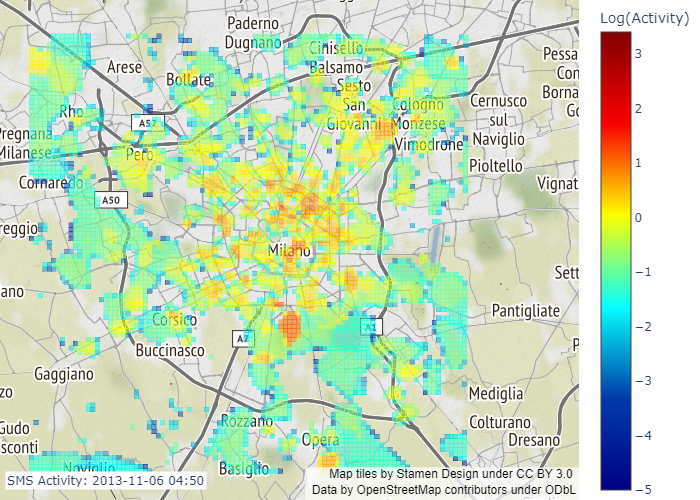 Log(Activity)
3
2
1
0
−1
−2
−3
−4
−5
Paderno
Dugnano
Cinisello
Balsamo
Arese
Bollate
Sesto
San
Giovanni
Cologno
Monzese
Cernusco
sul
Naviglio
Pessa
Con
Borna
Go
Rho
A52
Pregnana
Milanese
Pero
Vimodrone
Pioltello
Cornaredo
A50
Vignat
reggio
Milano
Sett
ano
Pantigliate
Corsico
A7
A1
Buccinasco
P
Gaggiano
zo
Mediglia
Colturano
Dresano
Rozzano
Gudo
sconti
Opera
Noviglio
Basiglio
SMS Activity: 2013-11-06 04:50
Map tiles by Stamen Design under CC BY 3.0
Data by OpenStreetMap contributors under ODbL